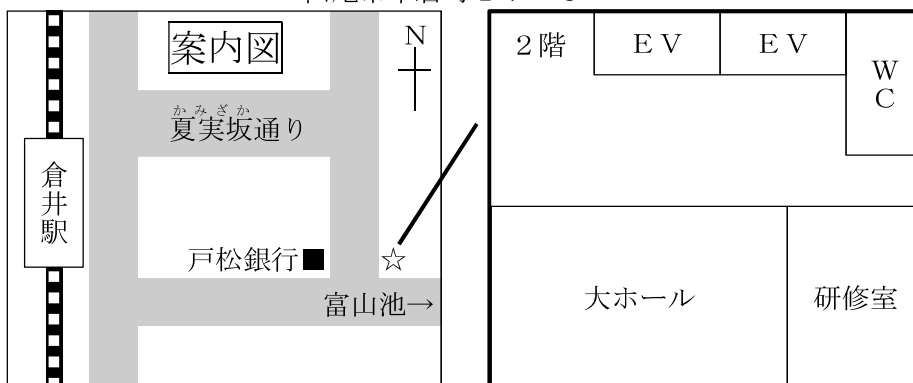 案内図
N
かみざか
夏実坂通り
倉井駅
戸松銀行■
☆
富山池→
2階
EV
EV
WC
大ホール
研修室